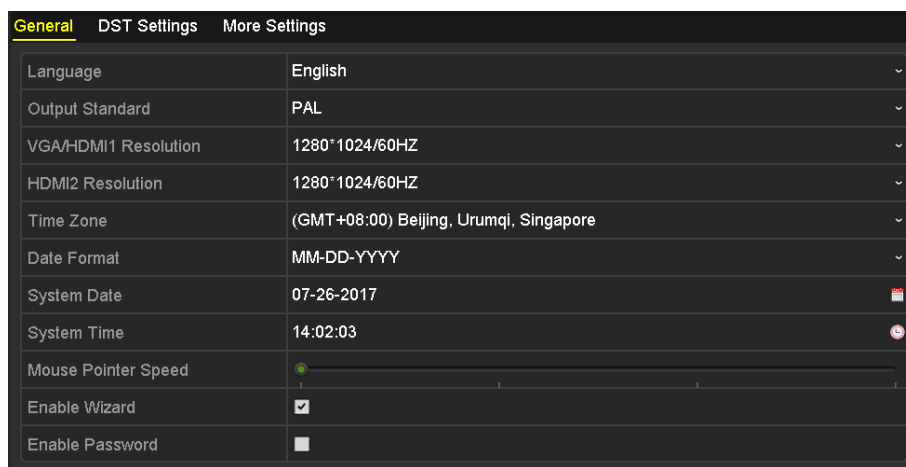 General DST Settings More Settings
Language English
Output Standard PAL
VGA/HDMI1 Resolution 1280*1024/60HZ
HDMI2 Resolution 1280*1024/60HZ
Time Zone (GMT+08:00) Beijing, Urumqi, Singapore
Date Format MM-DD-YYYY
System Date 07-26-2017
System Time 14:02:03
Mouse Pointer Speed
Enable Wizard
Enable Password